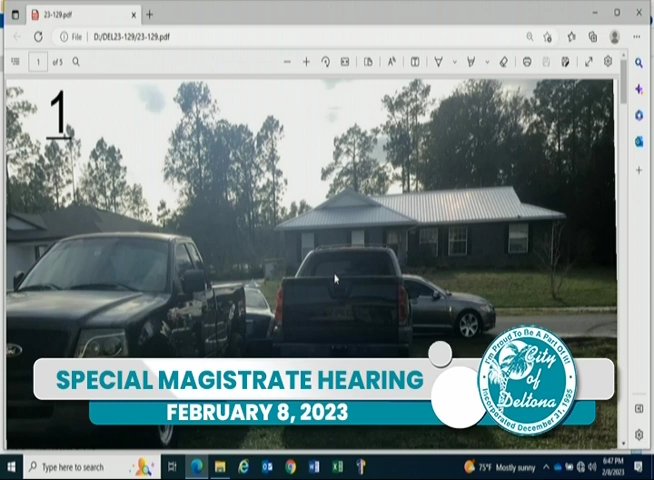 23-129.pdf
File
D:/DEL23-129/23-129.pdf
1
of 5
1
SPECIAL MAGISTRATE HEARING
FEBRUARY 8, 2023
I'm Proud To Be A Part Of It!
City
of
Deltona
Incorporated December 31, 1995
Type here to search
75°F Mostly sunny
6:47 PM
2/8/2023